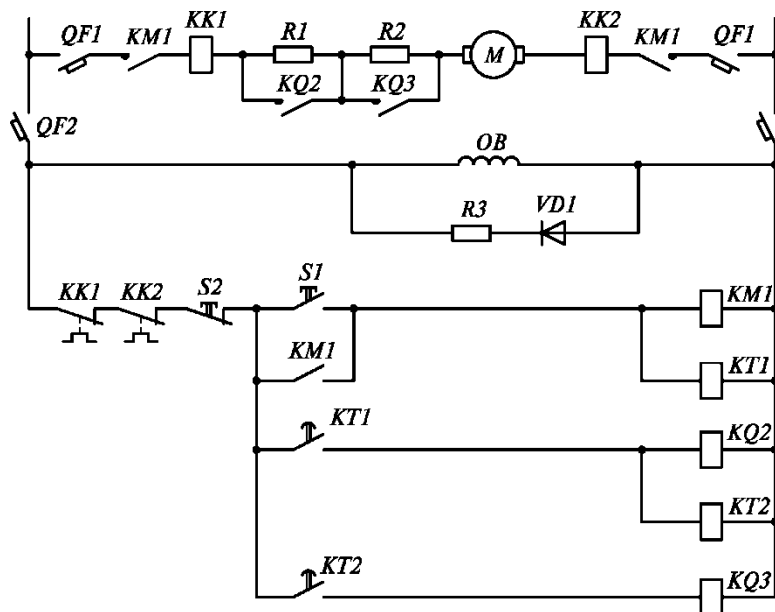 QF1 KM1 KK1 R1 R2 M KK2 KM1 QF1
KQ2 KQ3
QF2
OB
R3 VD1
KK1 KK2 S2 S1 KM1
KM1 KT1
KT1 KQ2
KT2
KT2 KQ3